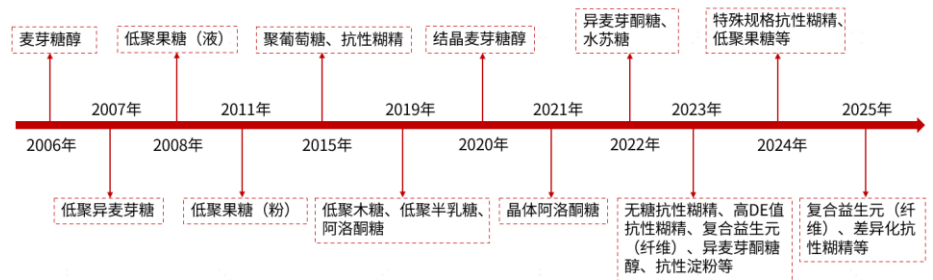 麦芽糖醇
低聚果糖（液）
聚葡萄糖、抗性糊精
结晶麦芽糖醇
异麦芽酮糖、
水苏糖
特殊规格抗性糊精、
低聚果糖等
2007年
2011年
2019年
2021年
2023年
2025年
2006年
2008年
2015年
2020年
2022年
2024年
低聚异麦芽糖
低聚果糖（粉）
低聚木糖、低聚半乳糖、
阿洛酮糖
晶体阿洛酮糖
无糖抗性糊精、高DE值
抗性糊精、复合益生元
（纤维）、异麦芽酮糖
醇、抗性淀粉等
复合益生元（纤
维）、差异化抗
性糊精等